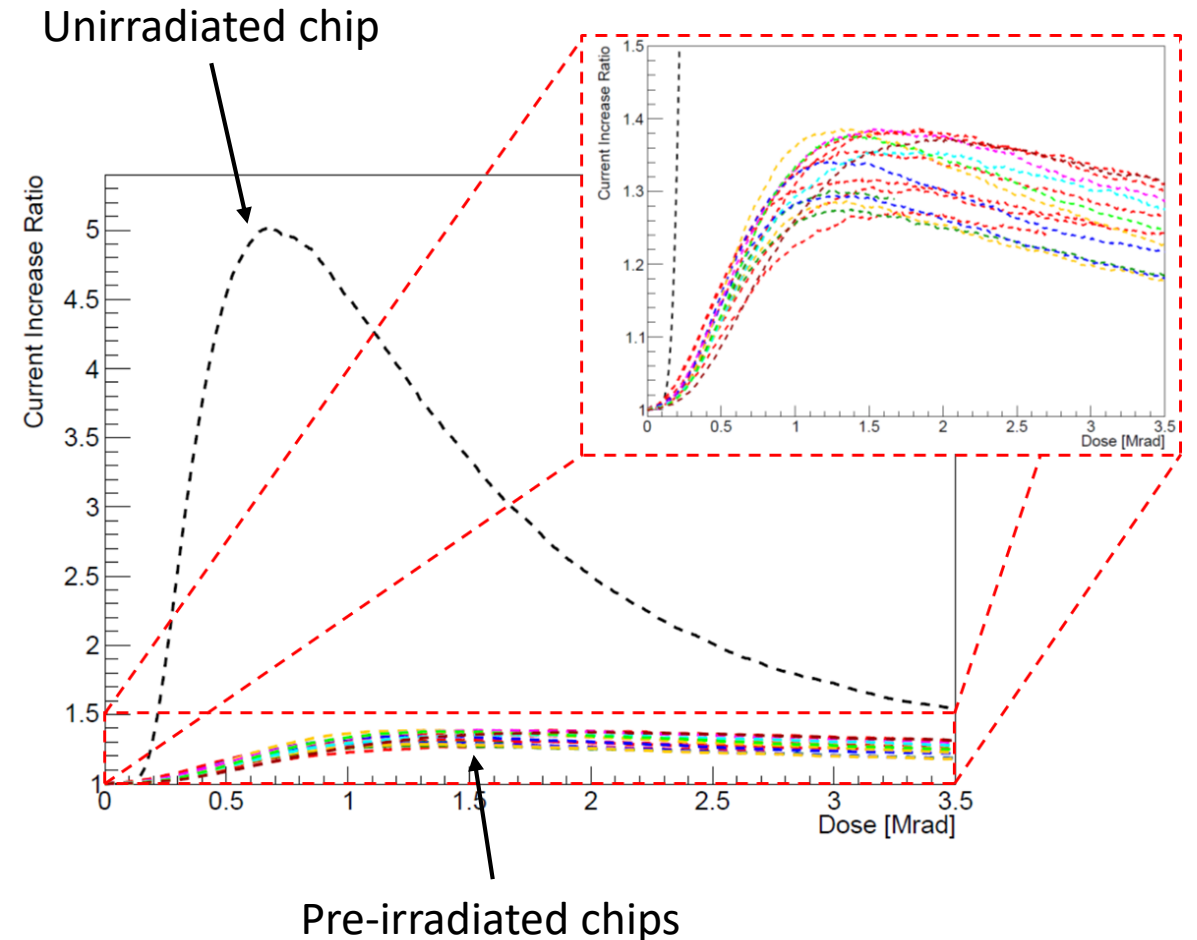 Unirradiated chip
Current Increase Ratio
1.5
1.4
1.3
1.2
1.1
1
0 0.5 1 1.5 2 2.5 3 3.5
Dose [Mrad]
Current Increase Ratio
5
4.5
4
3.5
3
2.5
2
1.5
1
0 0.5 1 1.5 2 2.5 3 3.5
Dose [Mrad]
Pre-irradiated chips